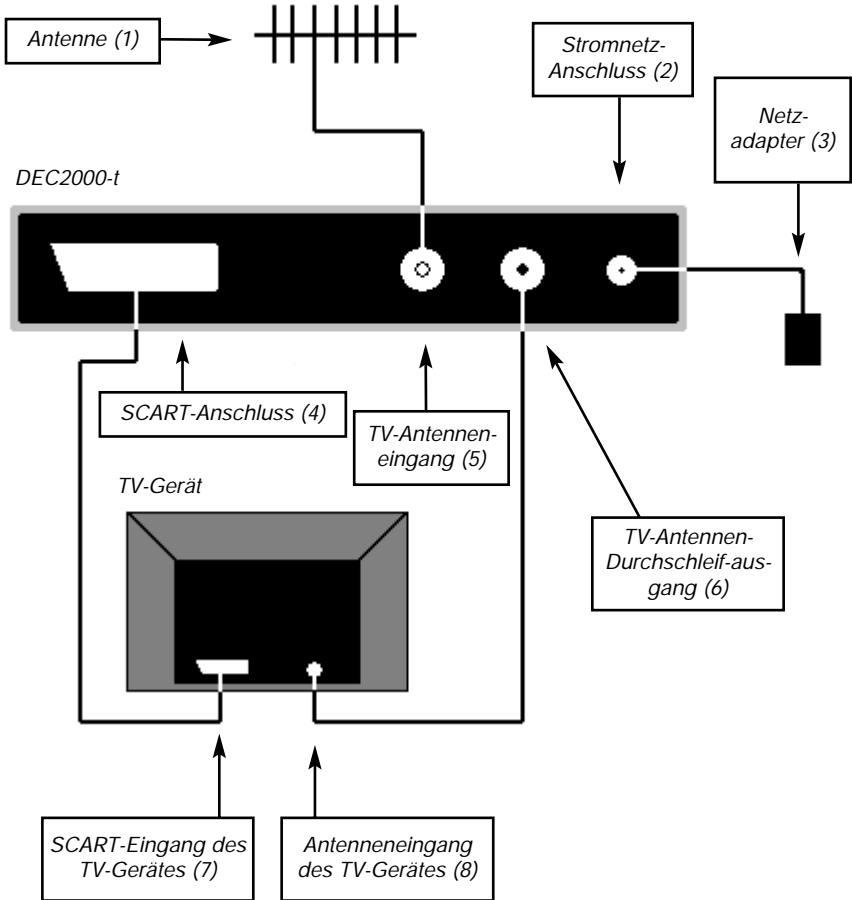 Antenne (1)
Stromnetz-
Anschluss (2)
Netz-
adapter (3)
DEC2000-t
SCART-Anschluss (4)
TV-Antennen-
eingang (5)
TV-Gerät
TV-Antennen-
Durchschleif-aus-
gang (6)
SCART-Eingang des
TV-Gerätes (7)
Antenneneingang
des TV-Gerätes (8)